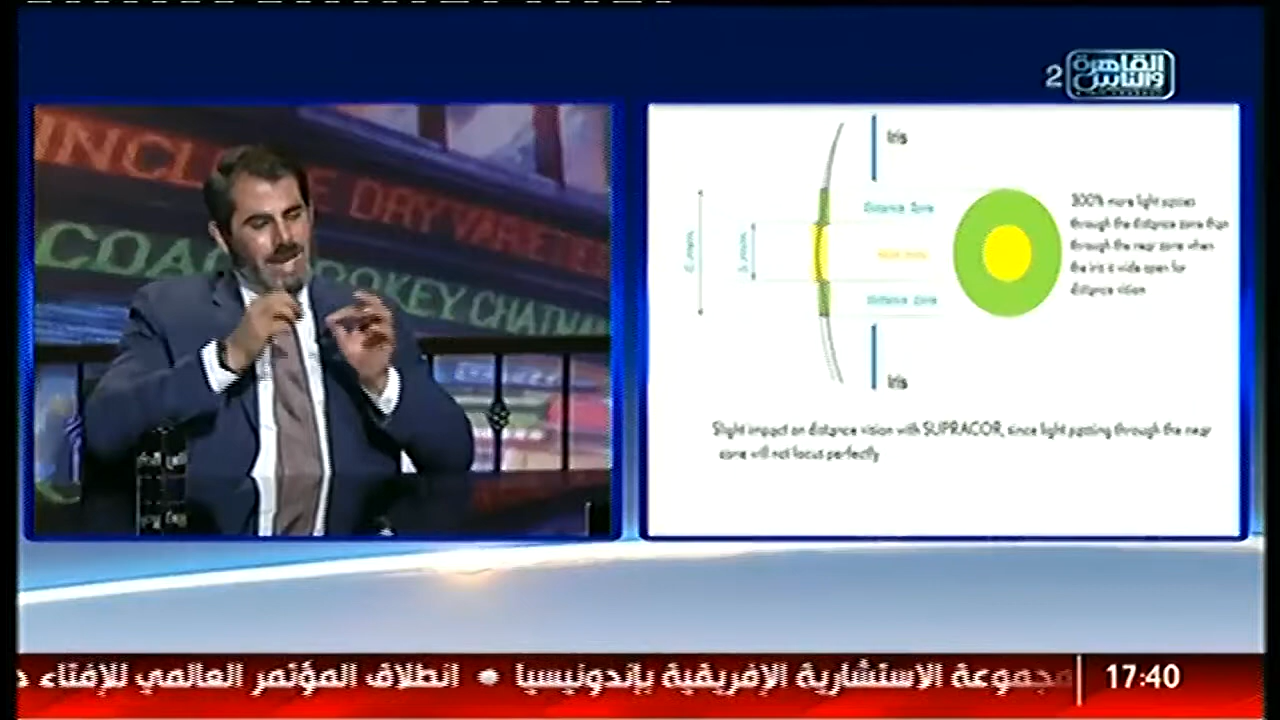 2
القاهرة
والناس
INCLUDE DRY VARIETIES
Iris
Distance Zone
Distance Zone
Iris
300% more light passes
through the distance zone than
through the near zone when
the iris is wide open for
distance vision
Slight impact on distance vision with SUPRACOR, since light passing through the near
zone will not focus perfectly
مجموعة الاستشارية الإفريقية بإندونيسيا • انطلاق المؤتمر العالمي للإفتاء
17:40